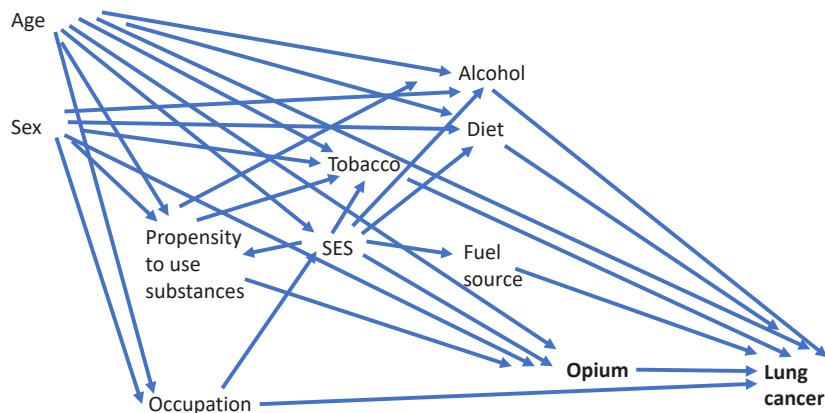 Age
Alcohol
Sex
Diet
Tobacco
Propensity
to use
substances
SES
Fuel
source
Opium
Lung
cancer
Occupation